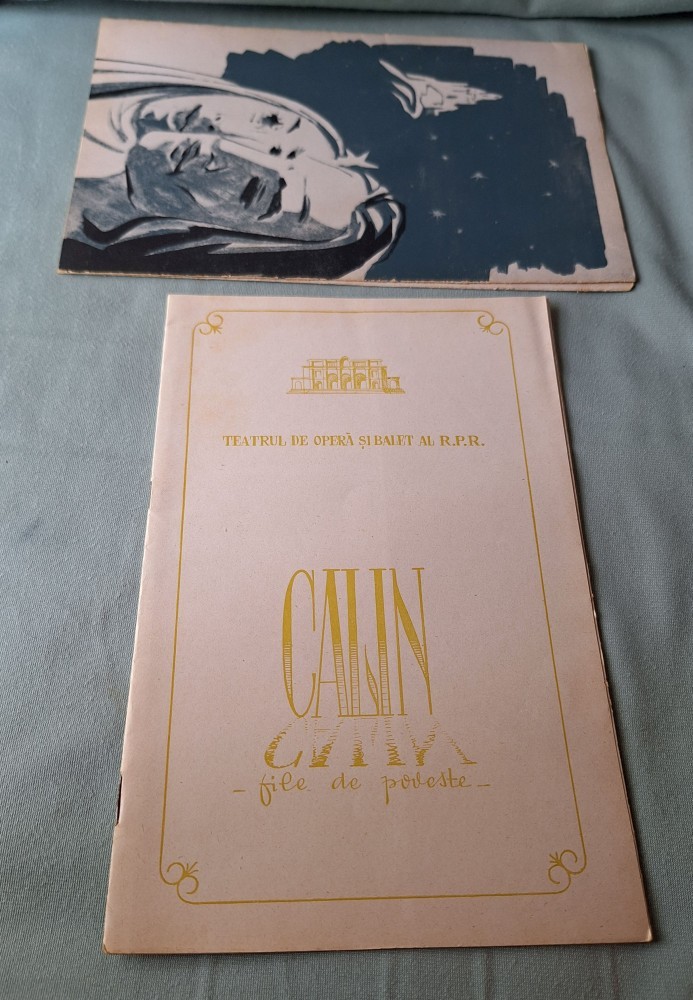 TEATRUL DE OPERĂ ȘI BALET AL R.P.R.
CALIN
- file de poveste -